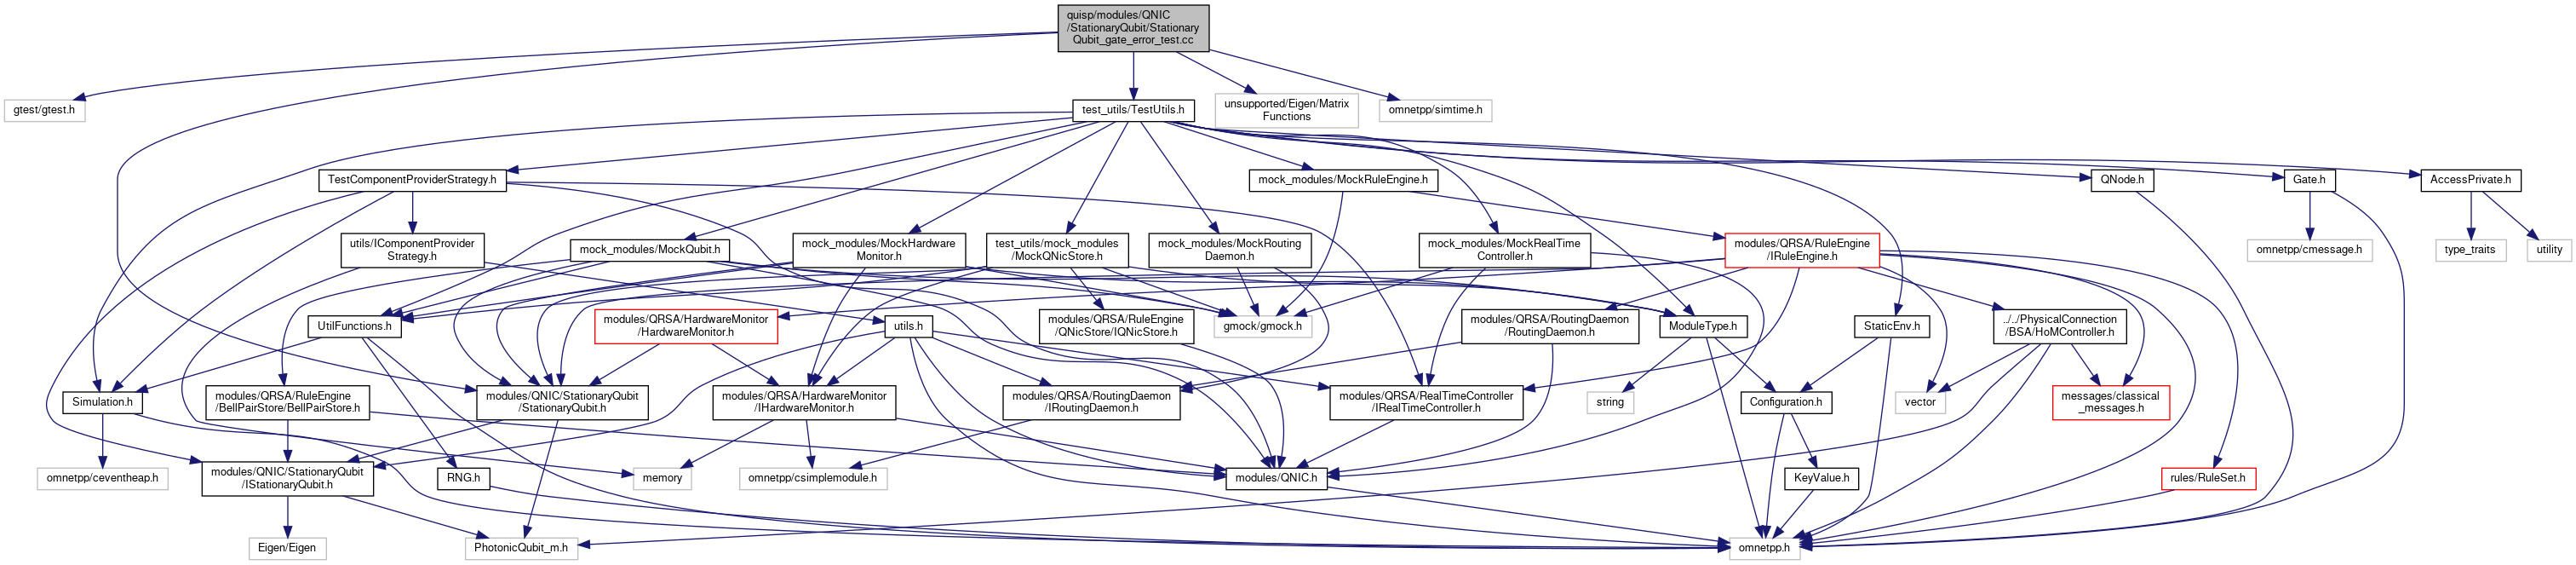 quisp/modules/QNIC
/StationaryQubit/Stationary
Qubit_gate_error_test.cc
gtest/gtest.h
test_utils/TestUtils.h
unsupported/Eigen/Matrix
Functions
omnetpp/simtime.h
TestComponentProviderStrategy.h
mock_modules/MockRuleEngine.h
QNode.h
Gate.h
AccessPrivate.h
utils/IComponentProvider
Strategy.h
mock_modules/MockQubit.h
mock_modules/MockHardware
Monitor.h
test_utils/mock_modules
/MockQNicStore.h
mock_modules/MockRouting
Daemon.h
mock_modules/MockRealTime
Controller.h
modules/QRSA/RuleEngine
/IRuleEngine.h
omnetpp/cmessage.h
type_traits
utility
UtilFunctions.h
modules/QRSA/HardwareMonitor
/HardwareMonitor.h
utils.h
modules/QRSA/RuleEngine
/QNicStore/IQNicStore.h
gmock/gmock.h
modules/QRSA/RoutingDaemon
/RoutingDaemon.h
ModuleType.h
StaticEnv.h
../../PhysicalConnection
/BSA/HoMController.h
Simulation.h
modules/QRSA/RuleEngine
/BellPairStore/BellPairStore.h
modules/QNIC/StationaryQubit
/StationaryQubit.h
modules/QRSA/HardwareMonitor
/IHardwareMonitor.h
modules/QRSA/RoutingDaemon
/IRoutingDaemon.h
modules/QRSA/RealTimeController
/IRealTimeController.h
string
Configuration.h
vector
messages/classical
_messages.h
omnetpp/ceventheap.h
modules/QNIC/StationaryQubit
/IStationaryQubit.h
RNG.h
memory
omnetpp/csimplemodule.h
modules/QNIC.h
KeyValue.h
rules/RuleSet.h
Eigen/Eigen
PhotonicQubit_m.h
omnetpp.h